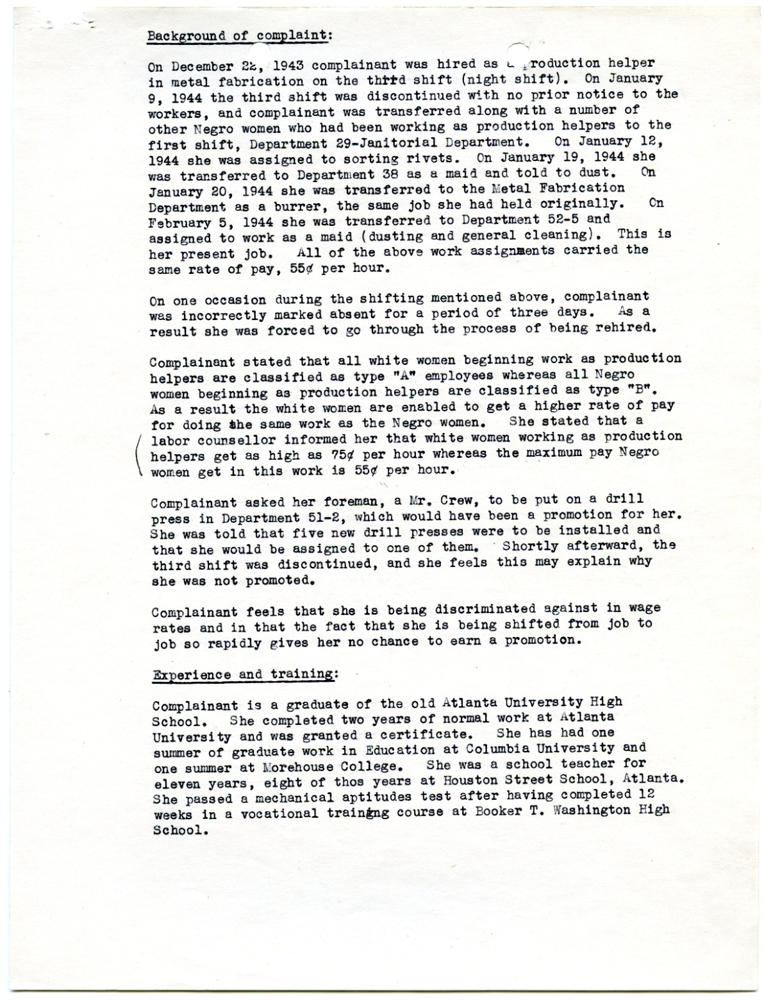 Background of complaint:
On December 22, 1943 complainant was hired as a production helper
in metal fabrication on the third shift (night shift). On January
9, 1944 the third shift was discontinued with no prior notice to the
workers, and complainant was transferred along with a number of
other Negro women who had been working as production helpers to the
first shift, Department 29-Janitorial Department. On January 12,
1944 she was assigned to sorting rivets. On January 19, 1944 she
was transferred to Department 38 as a maid and told to dust. On
January 20, 1944 she was transferred to the Metal Fabrication
Department as a burrer, the same job she had held originally. On
February 5, 1944 she was transferred to Department 52-5 and
assigned to work as a maid (dusting and general cleaning). This is
her present job. All of the above work assignments carried the
same rate of pay, 55¢ per hour.
On one occasion during the shifting mentioned above, complainant
was incorrectly marked absent for a period of three days. As a
result she was forced to go through the process of being rehired.
Complainant stated that all white women beginning work as production
helpers are classified as type "A" employees whereas all Negro
women beginning as production helpers are classified as type "B".
As a result the white women are enabled to get a higher rate of pay
for doing the same work as the Negro women. She stated that a
labor counsellor informed her that white women working as production
helpers get as high as 75¢ per hour whereas the maximum pay Negro
women get in this work is 55¢ per hour.
Complainant asked her foreman, a Mr. Crew, to be put on a drill
press in Department 51-2, which would have been a promotion for her.
She was told that five new drill presses were to be installed and
that she would be assigned to one of them. Shortly afterward, the
third shift was discontinued, and she feels this may explain why
she was not promoted.
Complainant feels that she is being discriminated against in wage
rates and in that the fact that she is being shifted from job to
job so rapidly gives her no chance to earn a promotion.
Experience and training:
Complainant is a graduate of the old Atlanta University High
School. She completed two years of normal work at Atlanta
University and was granted a certificate. She has had one
summer of graduate work in Education at Columbia University and
one summer at Morehouse College. She was a school teacher for
eleven years, eight of thos years at Houston Street School, Atlanta.
She passed a mechanical aptitudes test after having completed 12
weeks in a vocational training course at Booker T. Washington High
School.